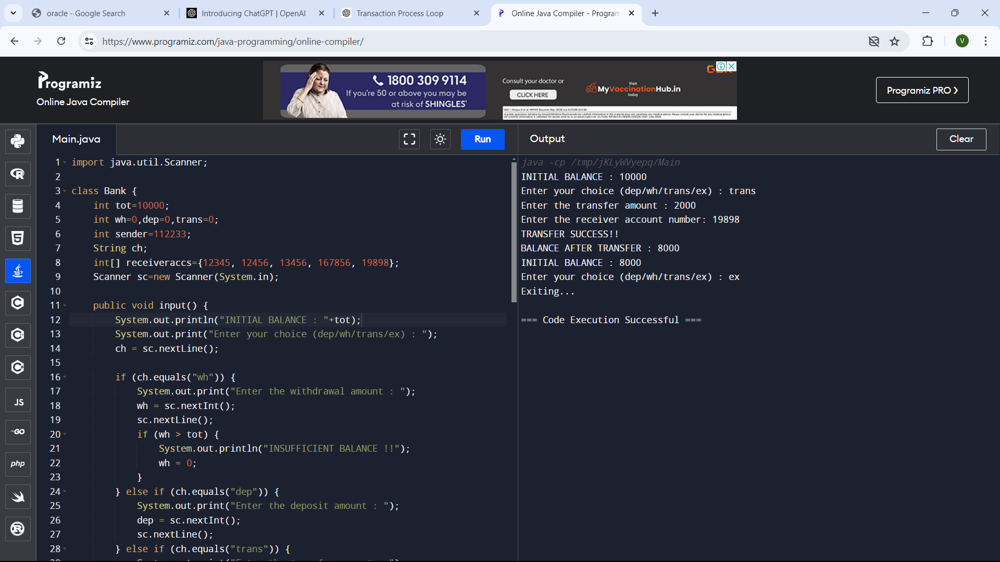 oracle - Google Search
Introducing ChatGPT | OpenAI
Transaction Process Loop
Online Java Compiler - Program
https://www.programiz.com/java-programming/online-compiler/
V
Programiz
Online Java Compiler
1800 309 9114
If you're 50 or above you may be
at risk of SHINGLES'
Consult your doctor or
CLICK HERE
Visit
MyVaccinationHub.in
today
Programiz PRO
Main.java
Run
Output
Clear
1 import java.util.Scanner;
2
3 class Bank {
4 int tot=10000;
5 int wh=0,dep=0,trans=0;
6 int sender=112233;
7 String ch;
8 int[] receiveraccs={12345, 12456, 13456, 167856, 19898};
9 Scanner sc=new Scanner(System.in);
10
11 public void input() {
12 System.out.println("INITIAL BALANCE : "+tot);
13 System.out.print("Enter your choice (dep/wh/trans/ex) : ");
14 ch = sc.nextLine();
15
16 if (ch.equals("wh")) {
17 System.out.print("Enter the withdrawal amount : ");
18 wh = sc.nextInt();
19 sc.nextLine();
20 if (wh > tot) {
21 System.out.println("INSUFFICIENT BALANCE !!");
22 wh = 0;
23 }
24 } else if (ch.equals("dep")) {
25 System.out.print("Enter the deposit amount : ");
26 dep = sc.nextInt();
27 sc.nextLine();
28 } else if (ch.equals("trans")) {
java -cp /tmp/jKLyWVyepq/Main
INITIAL BALANCE : 10000
Enter your choice (dep/wh/trans/ex) : trans
Enter the transfer amount : 2000
Enter the receiver account number: 19898
TRANSFER SUCCESS!!
BALANCE AFTER TRANSFER : 8000
INITIAL BALANCE : 8000
Enter your choice (dep/wh/trans/ex) : ex
Exiting...
=== Code Execution Successful ===
R
5
C
C
C
JS
GO
php